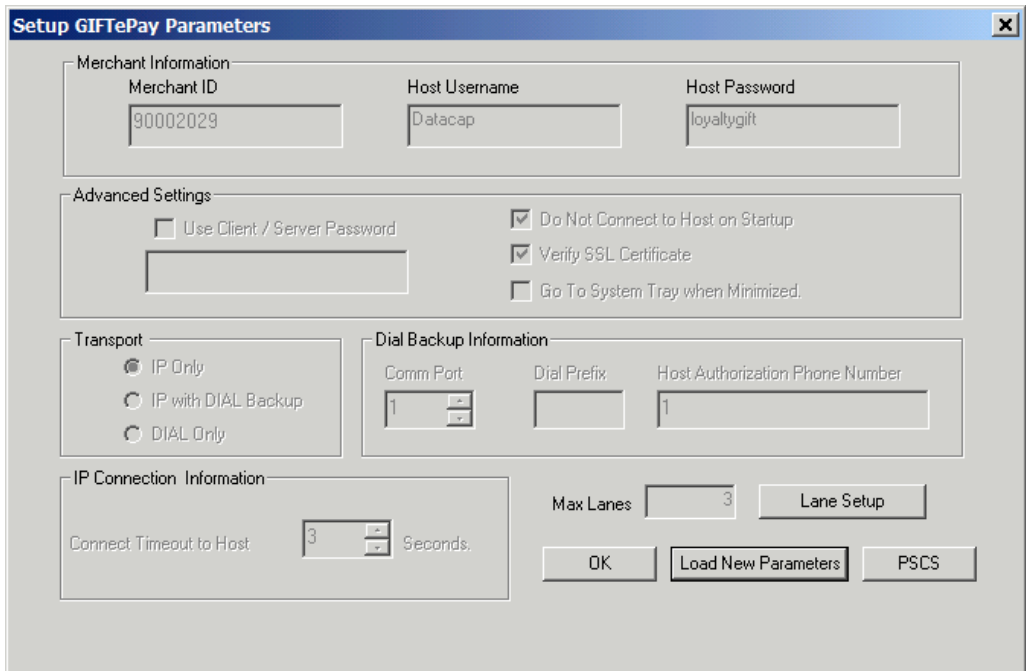 Setup GIFTePay Parameters
Merchant Information
Merchant ID Host Username Host Password
90002029 Datacap loyaltygift
Advanced Settings
Use Client / Server Password
Do Not Connect to Host on Startup
Verify SSL Certificate
Go To System Tray when Minimized.
Transport
IP Only
IP with DIAL Backup
DIAL Only
Dial Backup Information
Comm Port Dial Prefix Host Authorization Phone Number
1 1
IP Connection Information
Connect Timeout to Host 3 Seconds.
Max Lanes 3 Lane Setup
OK Load New Parameters PSCS